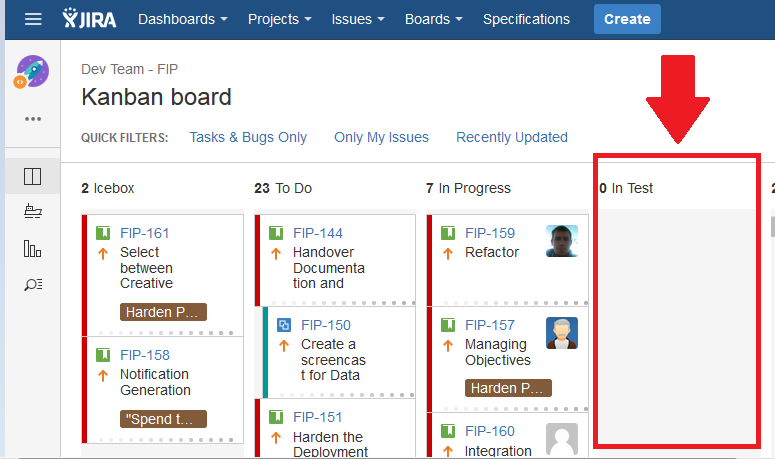 JIRA Dashboards Projects Issues Boards Specifications Create
Dev Team - FIP
Kanban board
QUICK FILTERS: Tasks & Bugs Only Only My Issues Recently Updated
2 Icebox
FIP-161
Select
between
Creative
Harden P...
FIP-158
Notification
Generation
"Spend t...
23 To Do
FIP-144
Handover
Documenta
tion and
FIP-150
Create a
screencas
t for Data
FIP-151
Harden the
Deployment
7 In Progress
FIP-159
Refactor
FIP-157
Managing
Objectives
Harden P...
FIP-160
Integration
0 In Test